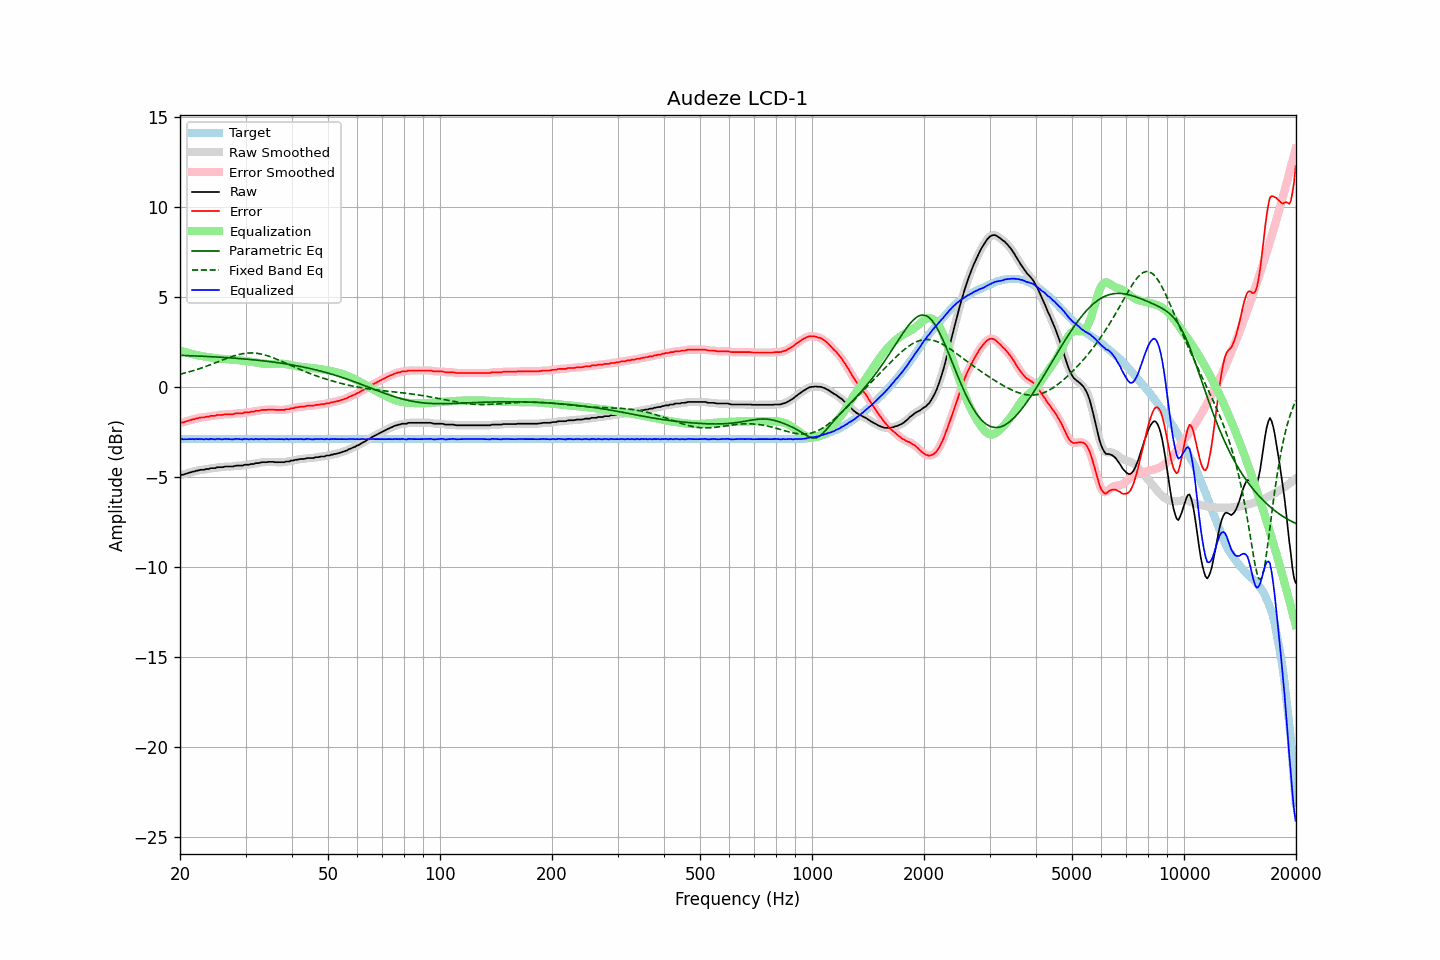 Audeze LCD-1
Amplitude (dBr)
15
10
5
0
−5
−10
−15
−20
−25
Target
Raw Smoothed
Error Smoothed
Raw
Error
Equalization
Parametric Eq
Fixed Band Eq
Equalized
20 50 100 200 500 1000 2000 5000 10000 20000
Frequency (Hz)